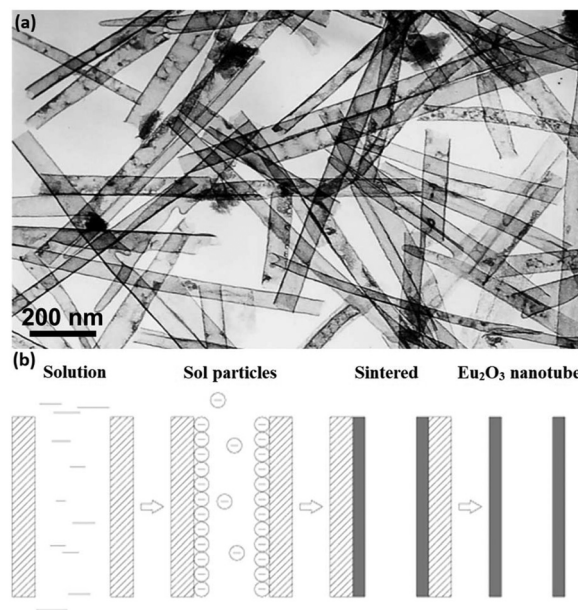 (a)
200 nm
(b)
Solution
Sol particles
Sintered
Eu₂O₃ nanotube